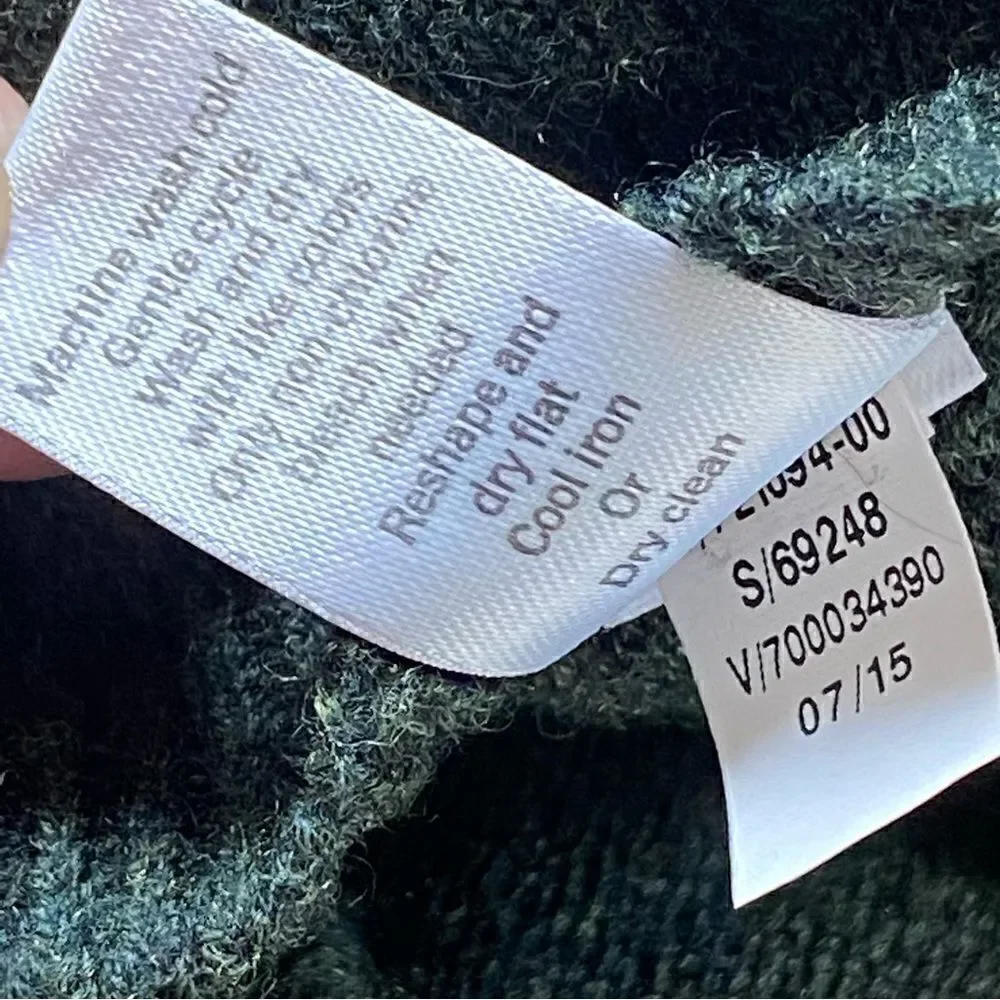 Machine wash cold
Gentle cycle
Wash and dry
with like colors
Only non-chlorine
bleach when
needed
Reshape and
dry flat
Cool iron
Or
Dry clean
S/69248
V/700034390
07/15